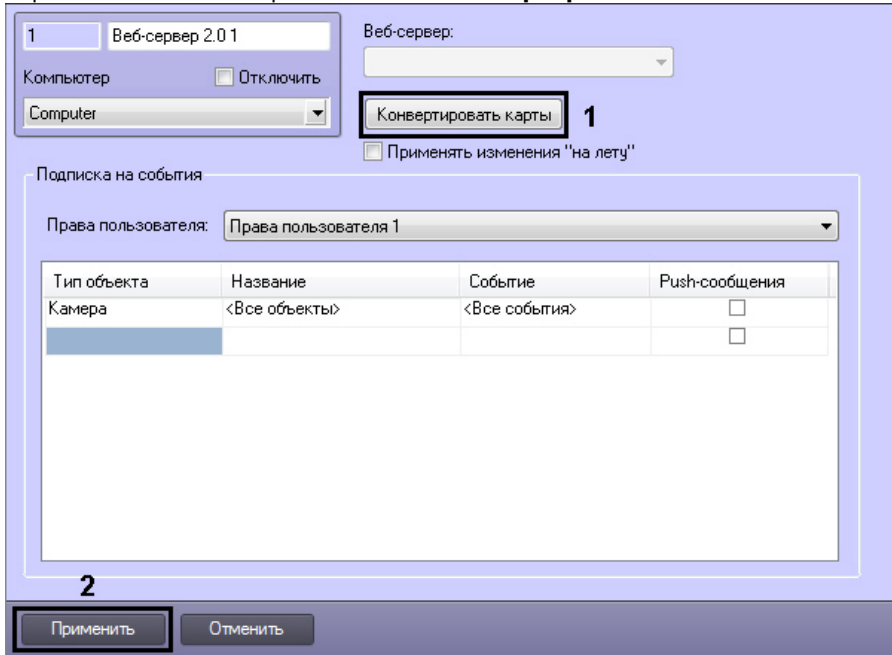 1
Веб-сервер 2.0 1
Веб-сервер:
Компьютер
Отключить
Computer
Конвертировать карты
1
Применять изменения "на лету"
Подписка на события
Права пользователя:
Права пользователя 1
Тип объекта Название Событие Push-сообщения
Камера <Все объекты> <Все события>
2
Применить
Отменить